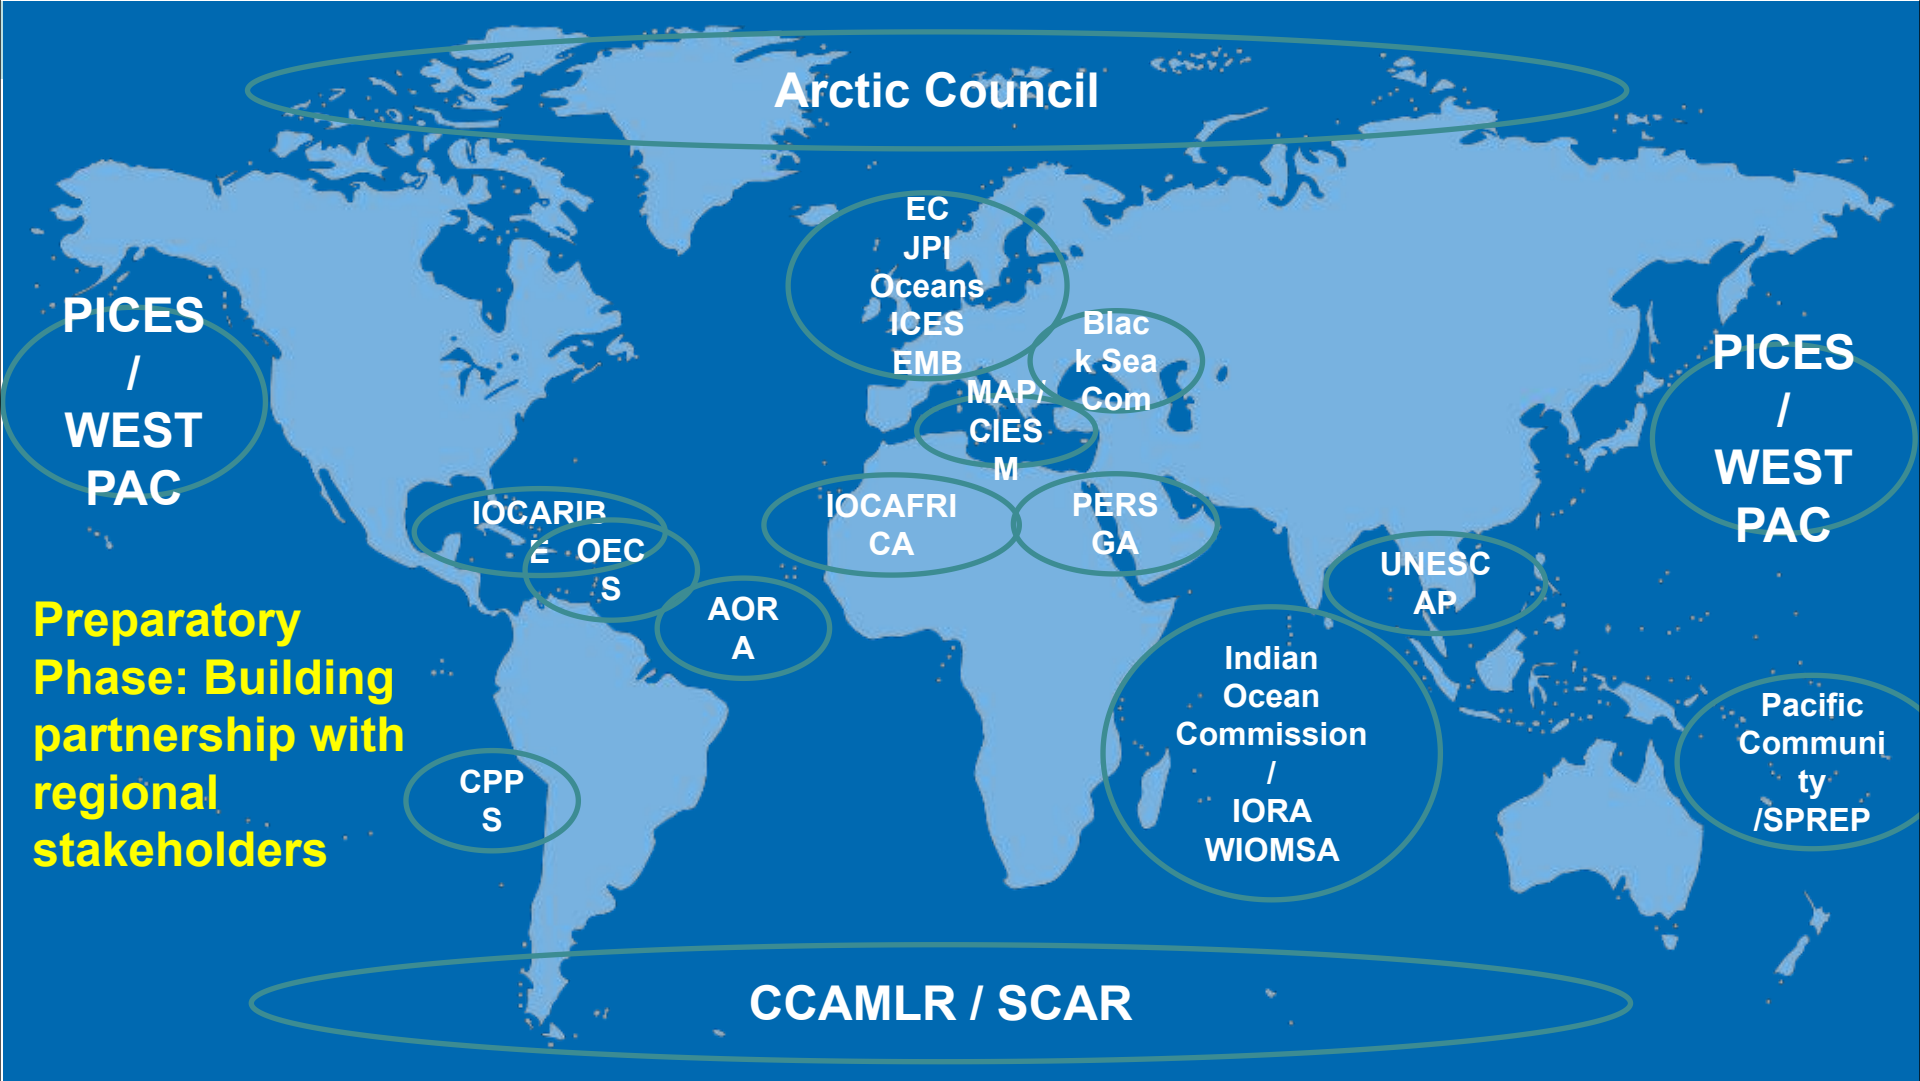 Arctic Council
EC
JPI
Oceans
ICES
EMB
Blac
k Sea
Com
MAP/
CIES
M
PICES
/
WEST
PAC
PICES
/
WEST
PAC
IOCARIB
E
OEC
S
AOR
A
IOCAFRI
CA
PERS
GA
UNESC
AP
Indian
Ocean
Commission
/
IORA
WIOMSA
Pacific
Communi
ty
/SPREP
CPP
S
Preparatory
Phase: Building
partnership with
regional
stakeholders
CCAMLR / SCAR